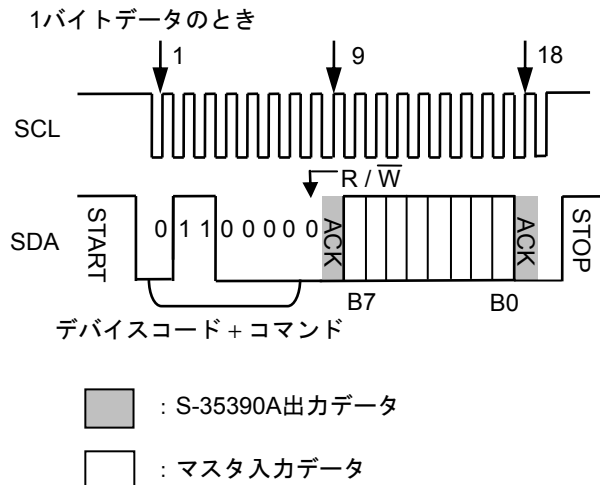 1バイトデータのとき
1 9 18
SCL
R / W
SDA START 0 1 1 0 0 0 0 0 ACK ACK STOP
B7 B0
デバイスコード + コマンド
: S-35390A出力データ
: マスタ入力データ